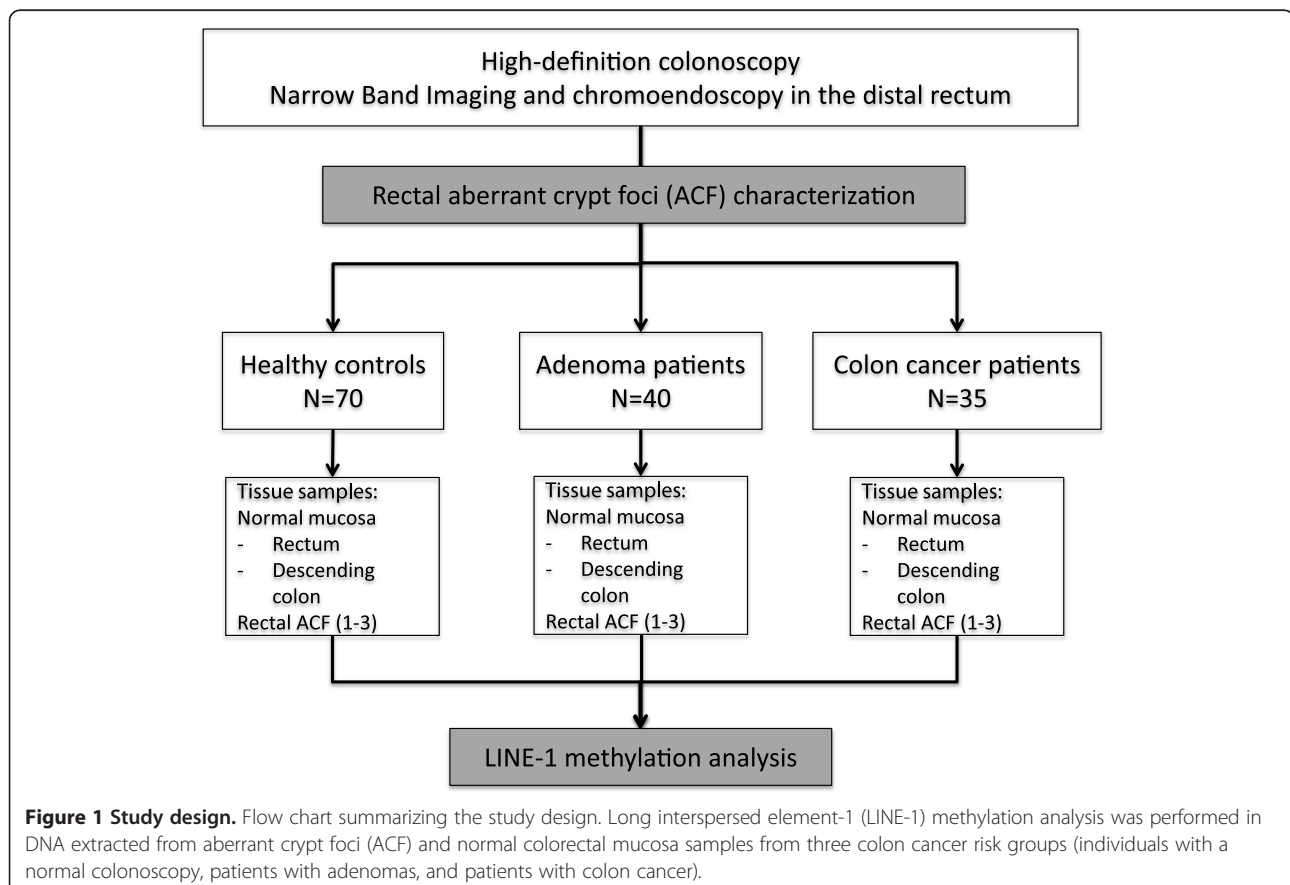 High-definition colonoscopy
Narrow Band Imaging and chromoendoscopy in the distal rectum
Rectal aberrant crypt foci (ACF) characterization
Healthy controls
N=70
Adenoma patients
N=40
Colon cancer patients
N=35
Tissue samples:
Normal mucosa
- Rectum
- Descending
colon
Rectal ACF (1-3)
Tissue samples:
Normal mucosa
- Rectum
- Descending
colon
Rectal ACF (1-3)
Tissue samples:
Normal mucosa
- Rectum
- Descending
colon
Rectal ACF (1-3)
LINE-1 methylation analysis
Figure 1 Study design. Flow chart summarizing the study design. Long interspersed element-1 (LINE-1) methylation analysis was performed in
DNA extracted from aberrant crypt foci (ACF) and normal colorectal mucosa samples from three colon cancer risk groups (individuals with a
normal colonoscopy, patients with adenomas, and patients with colon cancer).